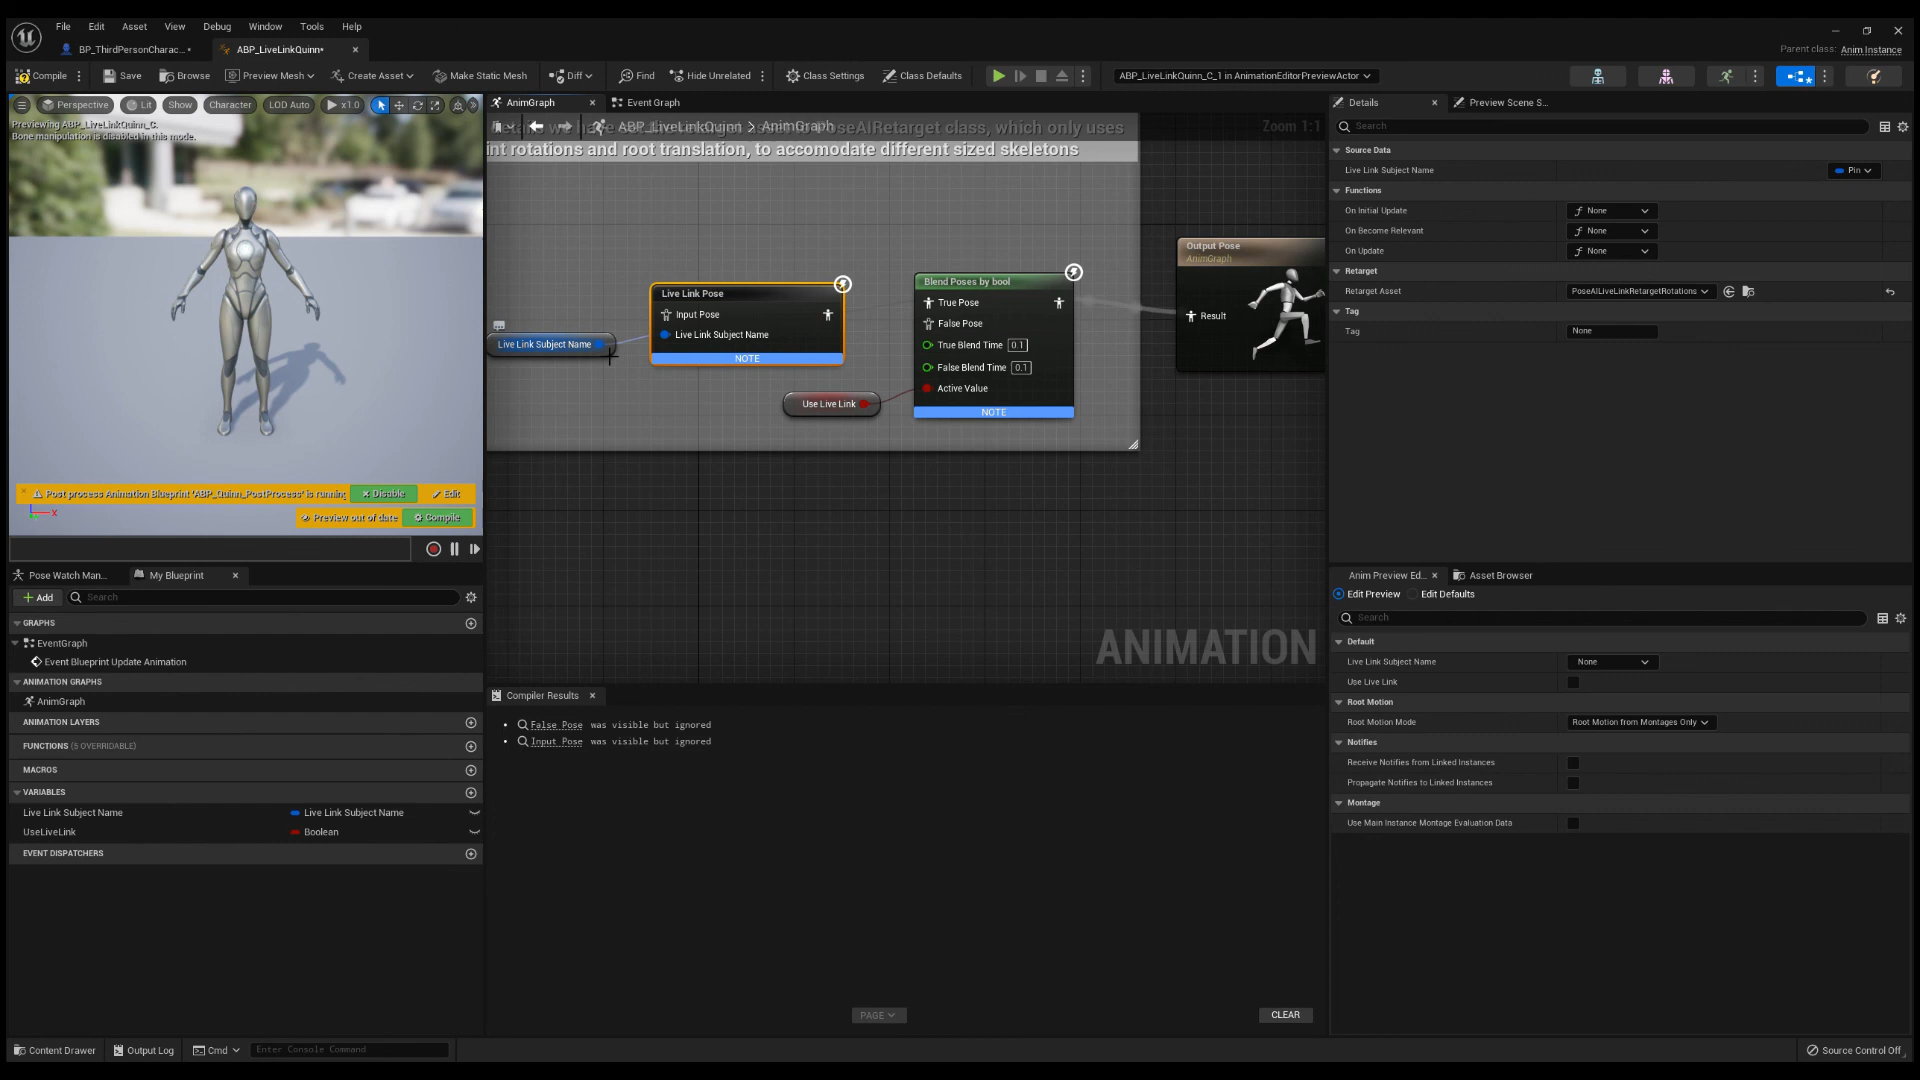 File Edit Asset View Debug Window Tools Help
BP_ThirdPersonCharac...• ABP_LiveLinkQuinn•
Parent class: Anim Instance
Compile Save Browse Preview Mesh Create Asset Make Static Mesh Diff Find Hide Unrelated Class Settings Class Defaults ABP_LiveLinkQuinn_C_1 in AnimationEditorPreviewActor
Perspective Lit Show Character LOD Auto x1.0
Previewing ABP_LiveLinkQuinn_C.
Bone manipulation is disabled in this mode.
Post process Animation Blueprint 'ABP_Quinn_PostProcess' is running Disable Edit
X
Preview out of date Compile
AnimGraph Event Graph
ABP_LiveLinkQuinn > AnimGraph
PoseAIRetarget class, which only uses
int rotations and root translation, to accomodate different sized skeletons
Zoom 1:1
Live Link Subject Name
Live Link Pose
Input Pose
Live Link Subject Name
NOTE
Use Live Link
Blend Poses by bool
True Pose
False Pose
True Blend Time 0.1
False Blend Time 0.1
Active Value
NOTE
Output Pose
AnimGraph
Result
ANIMATION
Compiler Results
• False Pose was visible but ignored
• Input Pose was visible but ignored
PAGE
CLEAR
Pose Watch Man... My Blueprint
Add Search
GRAPHS
EventGraph
Event Blueprint Update Animation
ANIMATION GRAPHS
AnimGraph
ANIMATION LAYERS
FUNCTIONS (5 OVERRIDABLE)
MACROS
VARIABLES
Live Link Subject Name Live Link Subject Name
UseLiveLink Boolean
EVENT DISPATCHERS
Details Preview Scene S...
Search
Source Data
Live Link Subject Name Pin
Functions
On Initial Update None
On Become Relevant None
On Update None
Retarget
Retarget Asset PoseAILiveLinkRetargetRotations
Tag
Tag None
Anim Preview Ed... Asset Browser
Edit Preview Edit Defaults
Search
Default
Live Link Subject Name None
Use Live Link
Root Motion
Root Motion Mode Root Motion from Montages Only
Notifies
Receive Notifies from Linked Instances
Propagate Notifies to Linked Instances
Montage
Use Main Instance Montage Evaluation Data
Content Drawer Output Log Cmd Enter Console Command Source Control Off